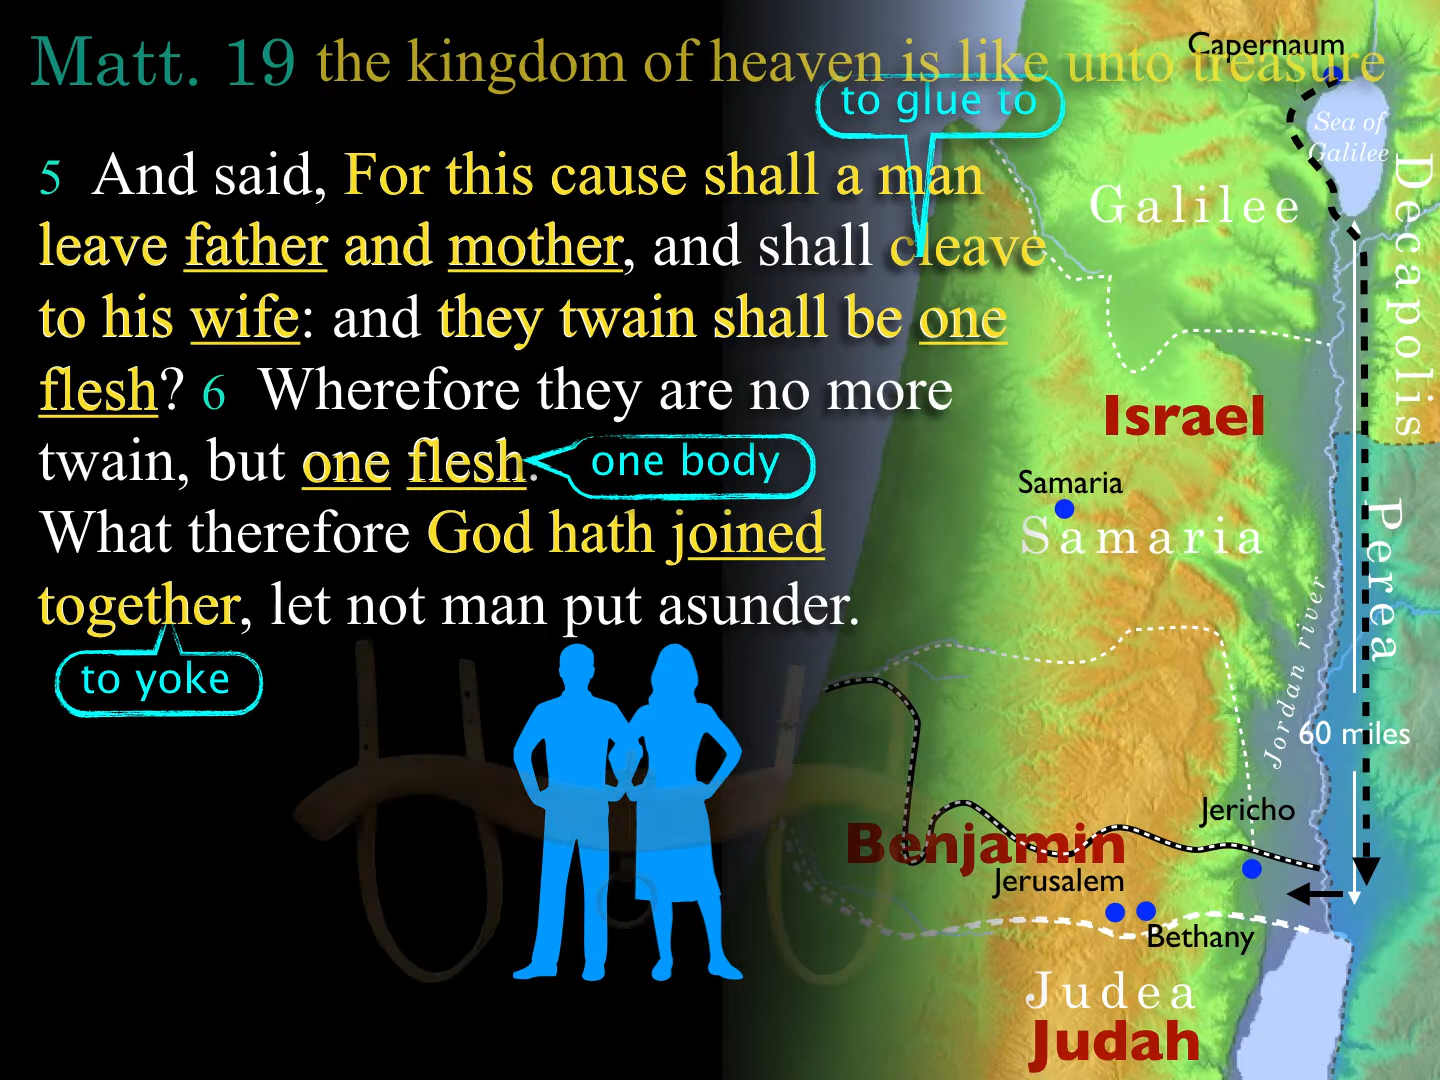 Matt. 19 the kingdom of heaven is like unto treasure
to glue to
5 And said, For this cause shall a man
leave father and mother, and shall cleave
to his wife: and they twain shall be one
flesh? 6 Wherefore they are no more
twain, but one flesh.
one body
What therefore God hath joined
together, let not man put asunder.
to yoke
Capernaum
Sea of
Galilee
Galilee
Decapolis
Israel
Samaria
Samaria
Perea
Jordan river
60 miles
Jericho
Benjamin
Jerusalem
Bethany
Judea
Judah